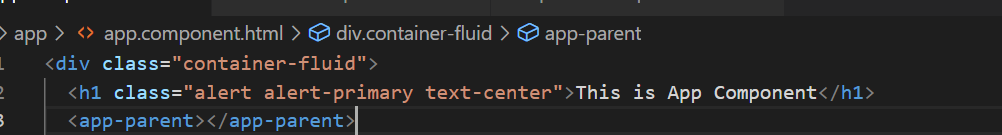 app > app.component.html > div.container-fluid > app-parent
1 <div class="container-fluid">
2 <h1 class="alert alert-primary text-center">This is App Component</h1>
3 <app-parent></app-parent>